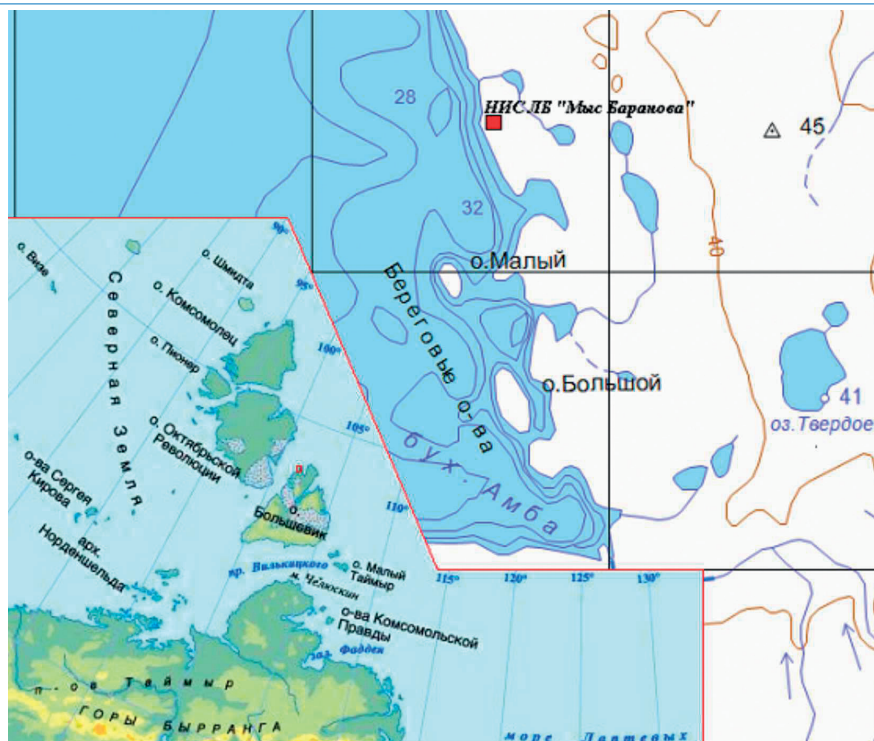 28
НИС ЛБ "Мыс Баранова"
45
32
40
о.Малый
Береговые о-ва
о.Большой
41
оз.Твердое
бух. Амба
90°
95°
100°
105°
110°
115°
120°
125°
130°
о. Визе
о. Шмидта
о. Комсомолец
о. Пионер
Северная Земля
о. Октябрьской
Революции
о-ва Сергея
Кирова
о.
Большевик
арх.
Норденшельда
пр. Вилькицкого
о. Малый
Таймыр
м. Челюскин
о-ва Комсомольской
Правды
зал. Фаддея
п-ов Таймыр
ГОРЫ БЫРРАНГА
море Лаптевых